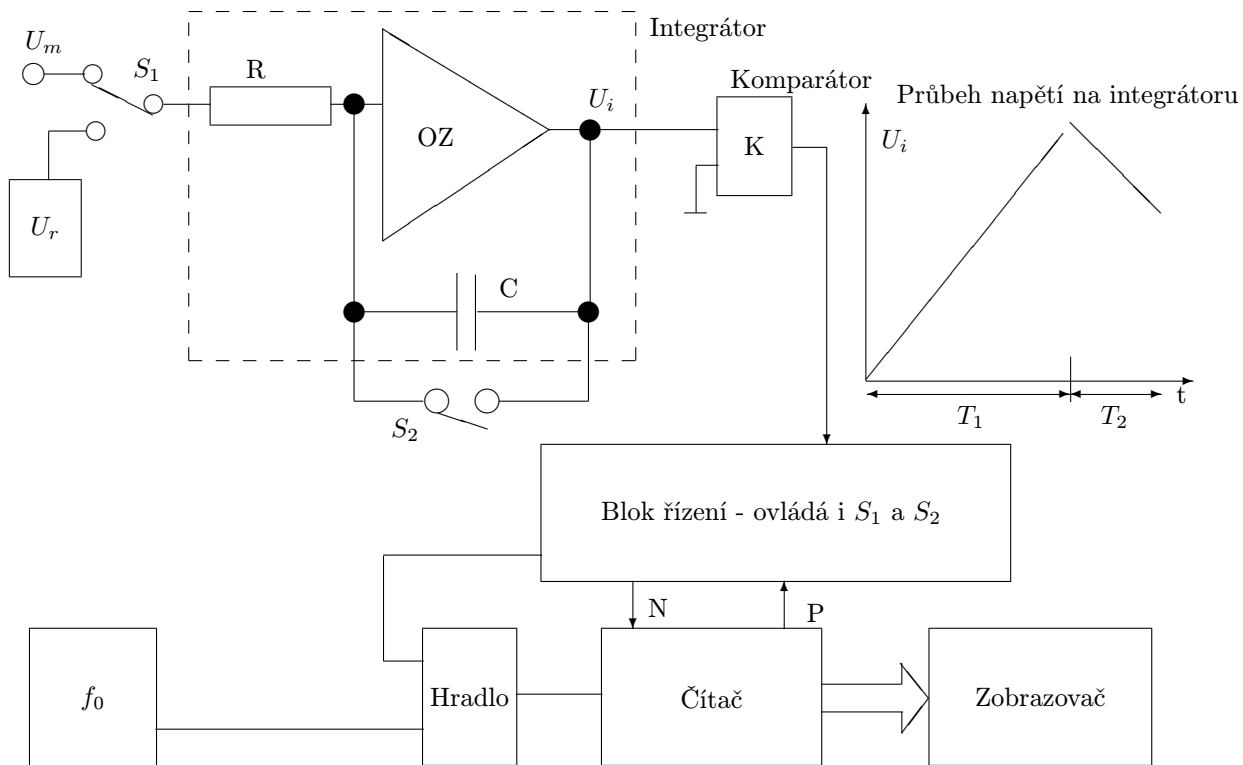 Integrátor
U_m
S_1
R
Komparátor
Průbeh napětí na integrátoru
U_i
OZ
K
U_i
U_r
C
S_2
T_1
T_2
t
Blok řízení - ovládá i S_1 a S_2
N
P
f_0
Hradlo
Čítač
Zobrazovač